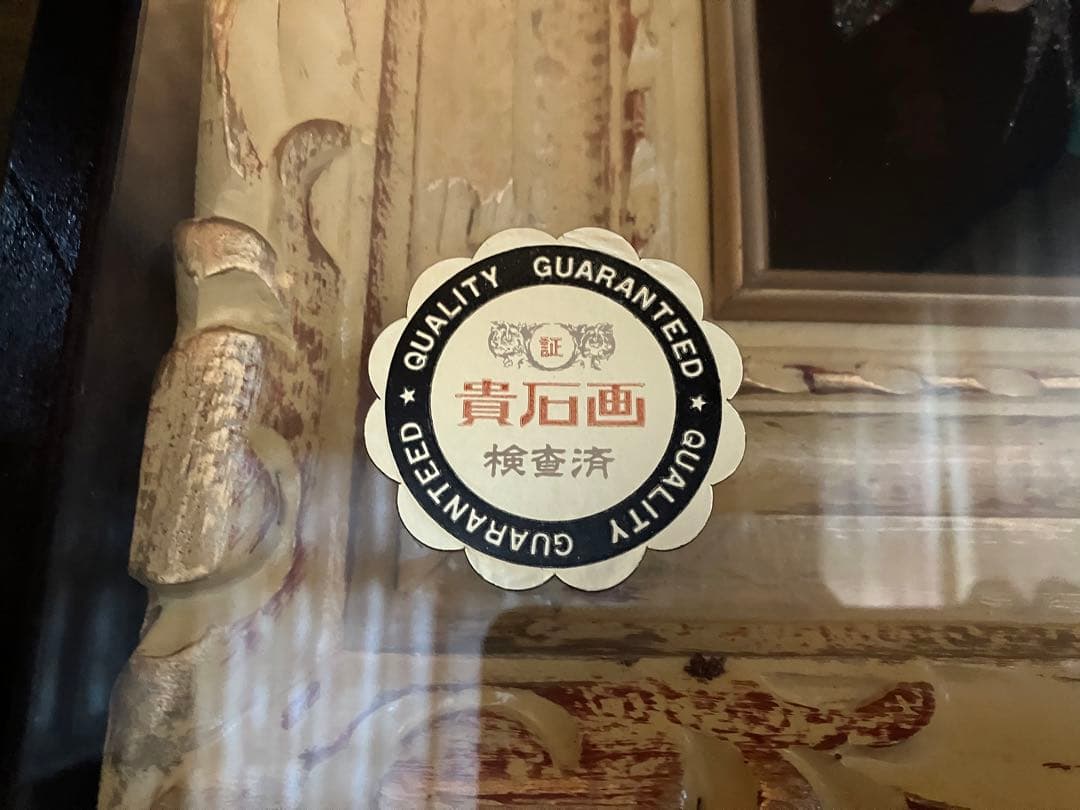 QUALITY GUARANTEED ★ QUALITY GUARANTEED ★
証
貴石画
検査済